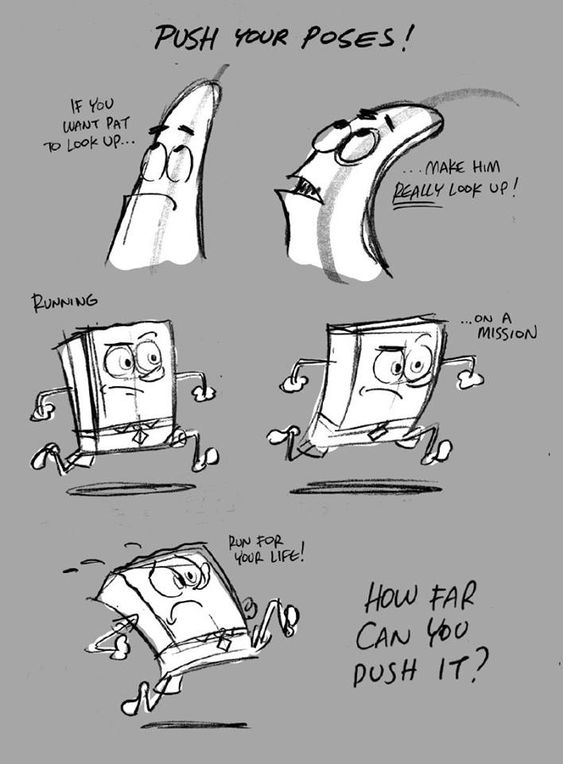 PUSH YOUR POSES!
IF YOU
WANT PAT
TO LOOK UP...
...MAKE HIM
REALLY LOOK UP!
RUNNING
...ON A
MISSION
RUN FOR
YOUR LIFE!
HOW FAR
CAN YOU
PUSH IT?